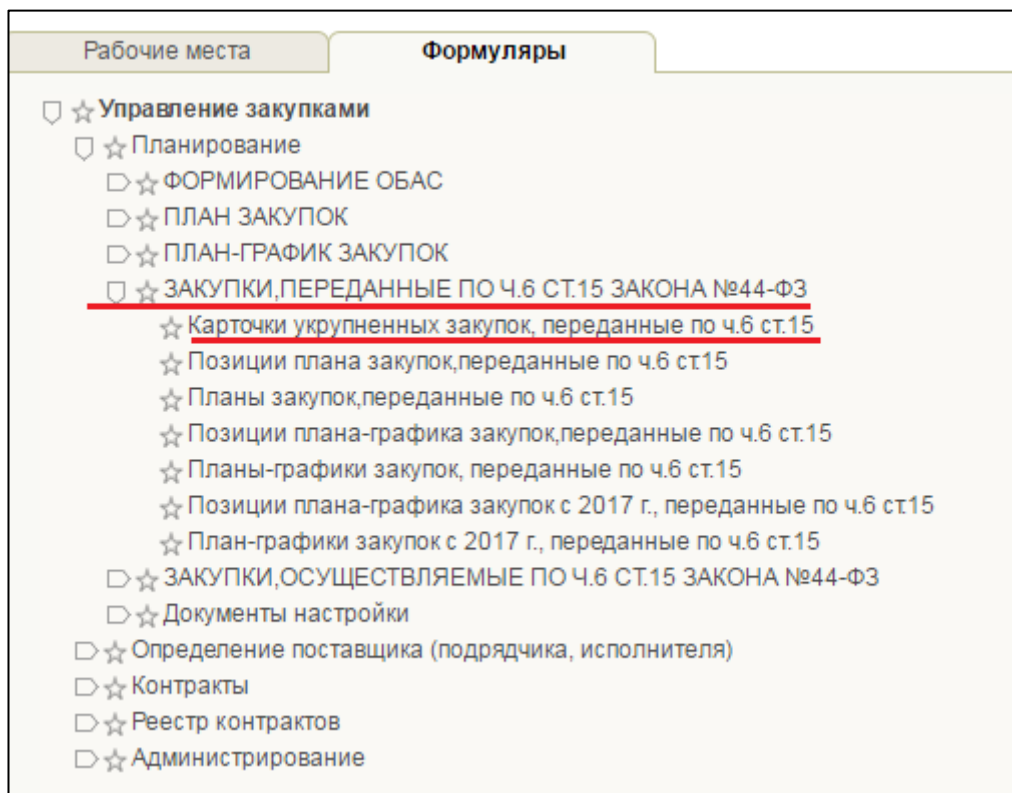 Рабочие места
Формуляры
Управление закупками
Планирование
ФОРМИРОВАНИЕ ОБАС
ПЛАН ЗАКУПОК
ПЛАН-ГРАФИК ЗАКУПОК
ЗАКУПКИ,ПЕРЕДАННЫЕ ПО Ч.6 СТ.15 ЗАКОНА №44-ФЗ
Карточки укрупненных закупок, переданные по ч.6 ст.15
Позиции плана закупок,переданные по ч.6 ст.15
Планы закупок,переданные по ч.6 ст.15
Позиции плана-графика закупок,переданные по ч.6 ст.15
Планы-графики закупок, переданные по ч.6 ст.15
Позиции плана-графика закупок с 2017 г., переданные по ч.6 ст.15
План-графики закупок с 2017 г., переданные по ч.6 ст.15
ЗАКУПКИ,ОСУЩЕСТВЛЯЕМЫЕ ПО Ч.6 СТ.15 ЗАКОНА №44-ФЗ
Документы настройки
Определение поставщика (подрядчика, исполнителя)
Контракты
Реестр контрактов
Администрирование